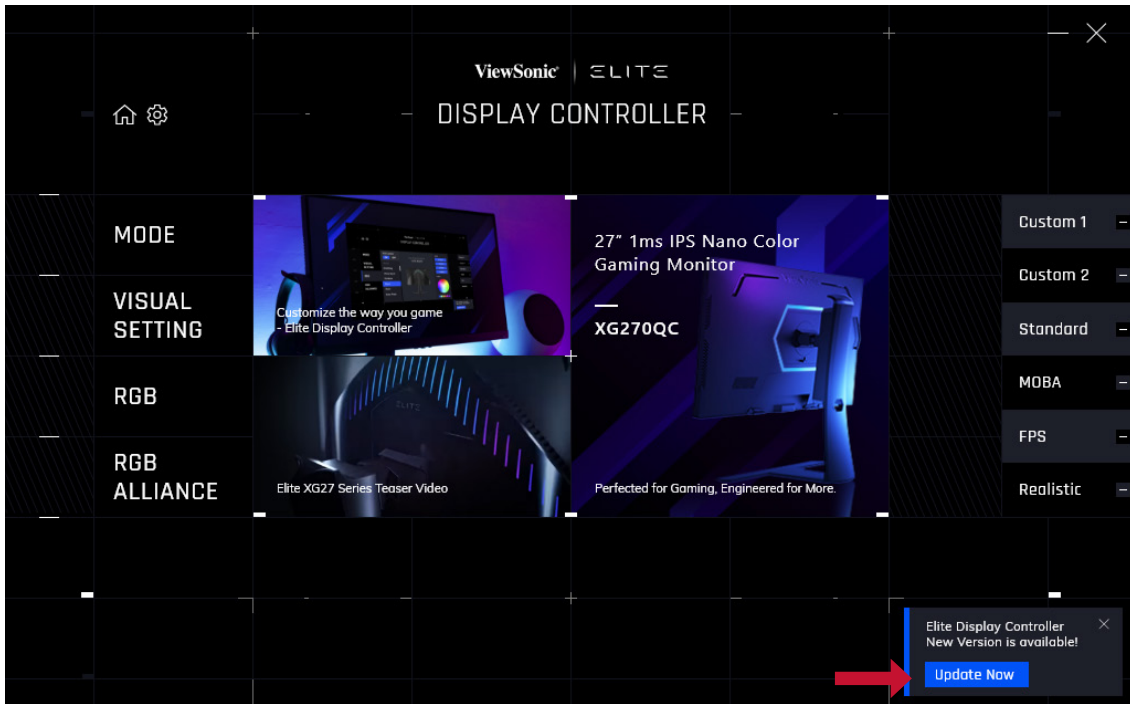 ViewSonic ELITE
DISPLAY CONTROLLER
MODE
VISUAL
SETTING
RGB
RGB
ALLIANCE
Customize the way you game
- Elite Display Controller
ELITE
Elite XG27 Series Teaser Video
27” 1ms IPS Nano Color
Gaming Monitor
XG270QC
Perfected for Gaming, Engineered for More.
Custom 1
Custom 2
Standard
MOBA
FPS
Realistic
Elite Display Controller
New Version is available!
Update Now